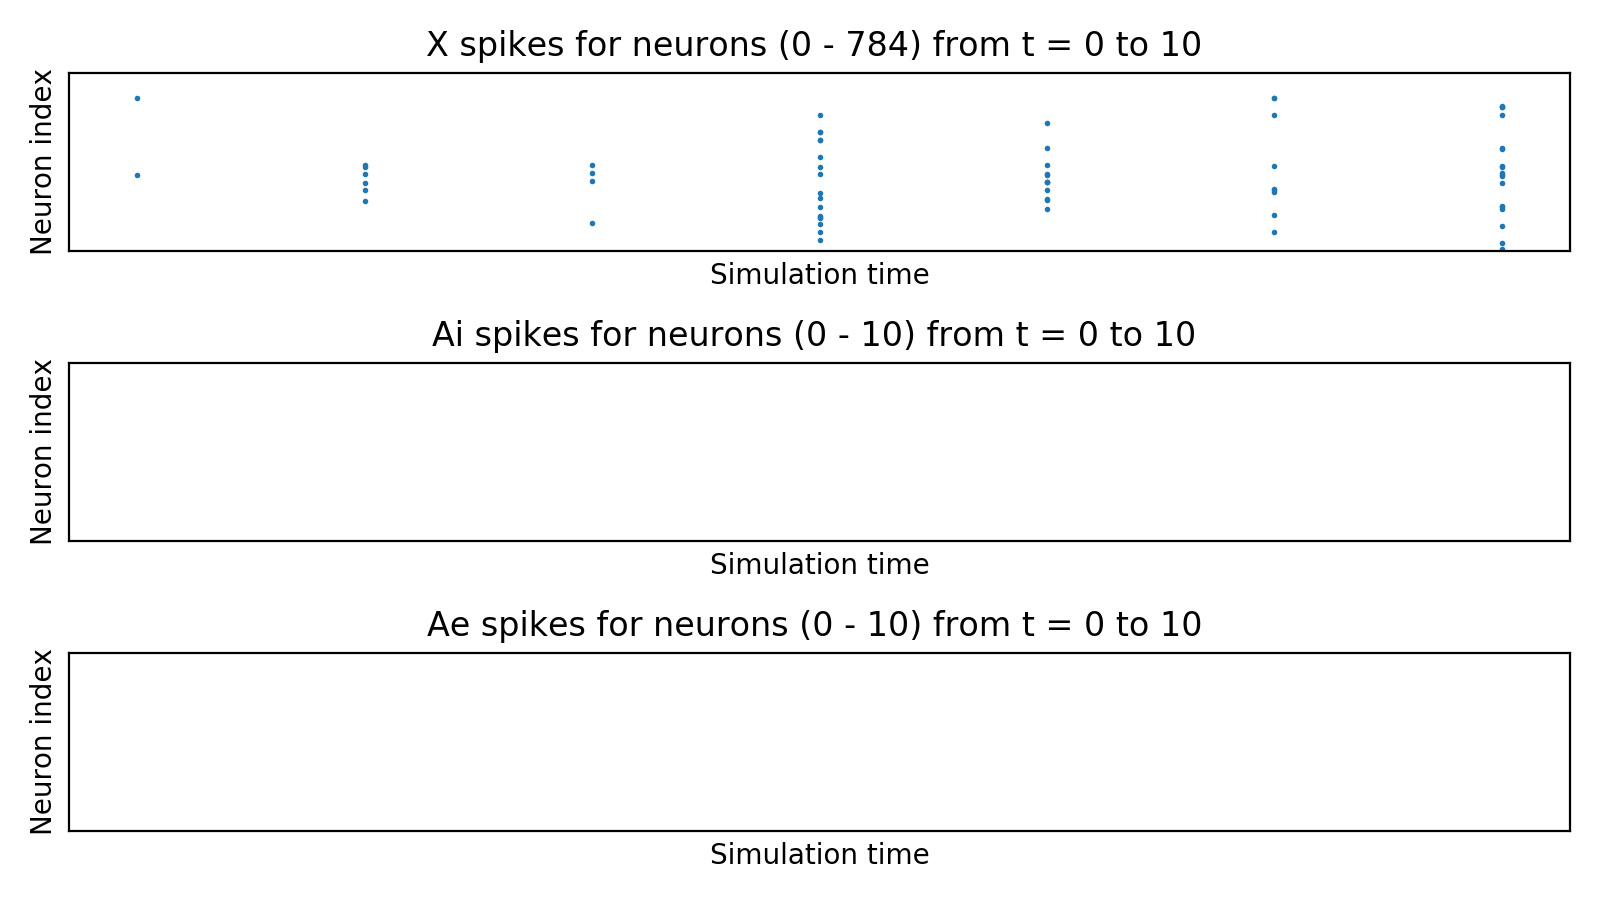 X spikes for neurons (0 - 784) from t = 0 to 10
Neuron index
Simulation time
Ai spikes for neurons (0 - 10) from t = 0 to 10
Neuron index
Simulation time
Ae spikes for neurons (0 - 10) from t = 0 to 10
Neuron index
Simulation time